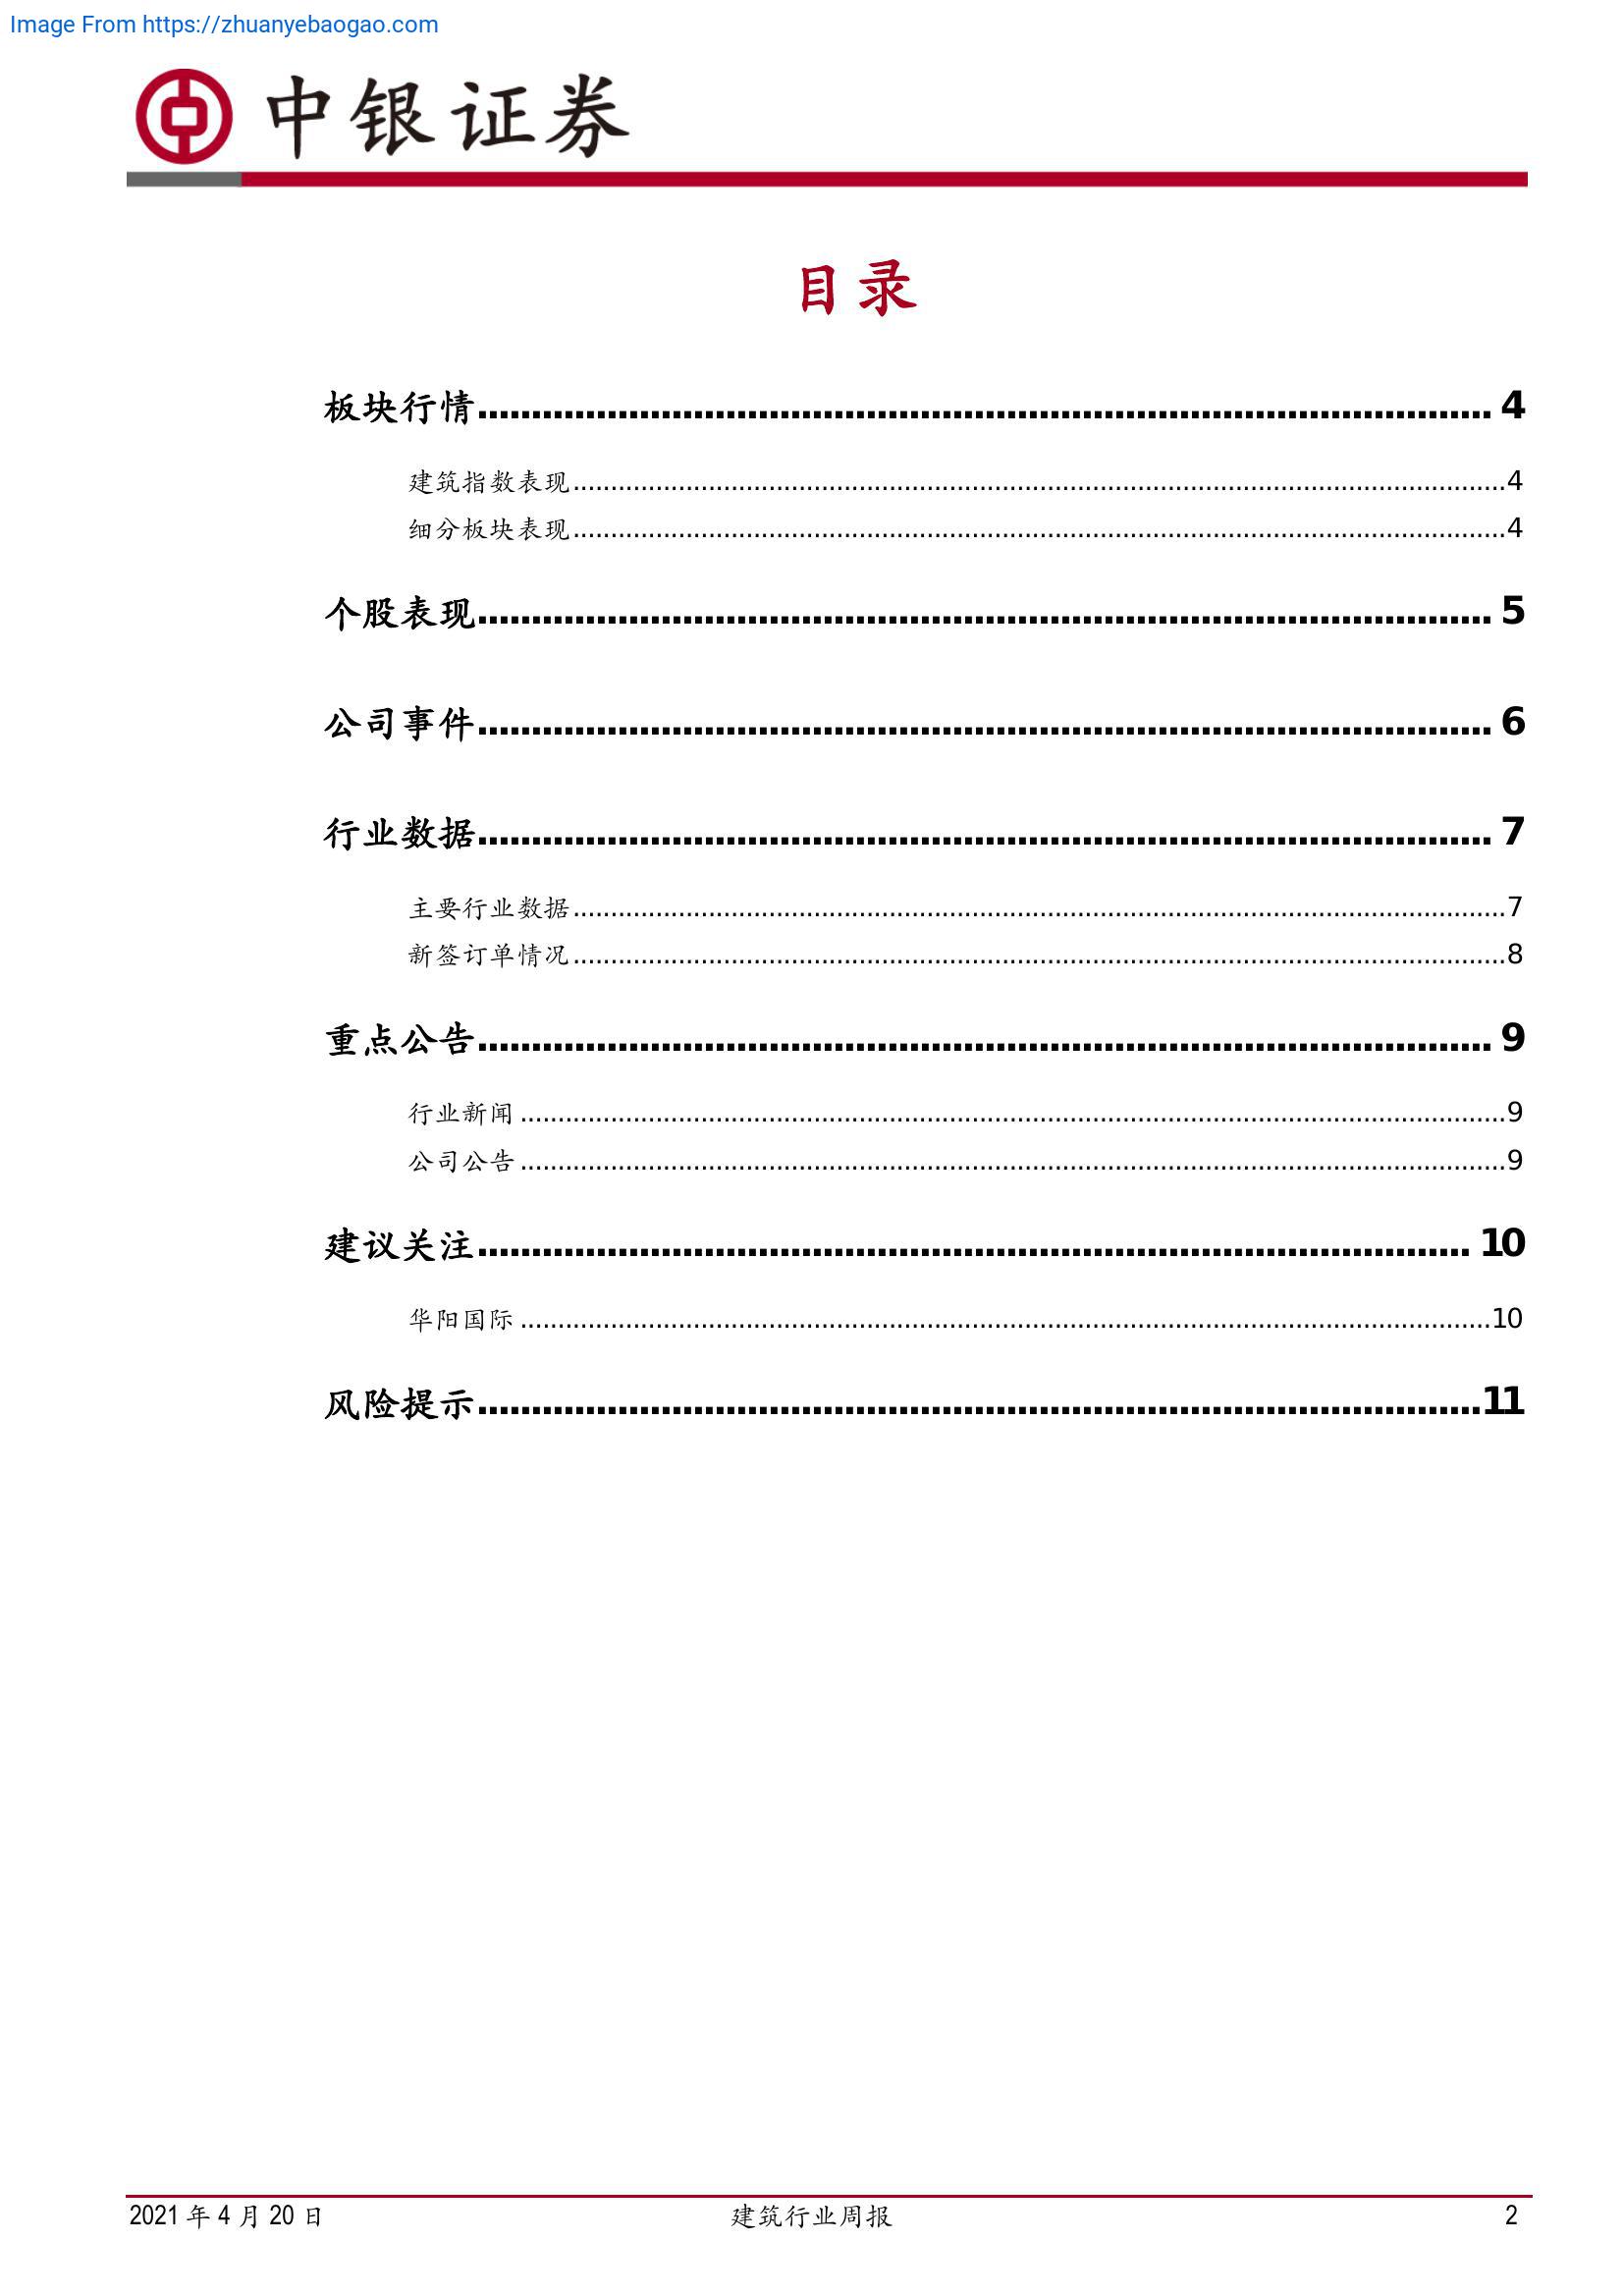 Image From https://zhuanyebaogao.com
中银证券
目录
板块行情 4
建筑指数表现 4
细分板块表现 4
个股表现 5
公司事件 6
行业数据 7
主要行业数据 7
新签订单情况 8
重点公告 9
行业新闻 9
公司公告 9
建议关注 10
华阳国际 10
风险提示 11
2021 年 4 月 20 日 建筑行业周报 2